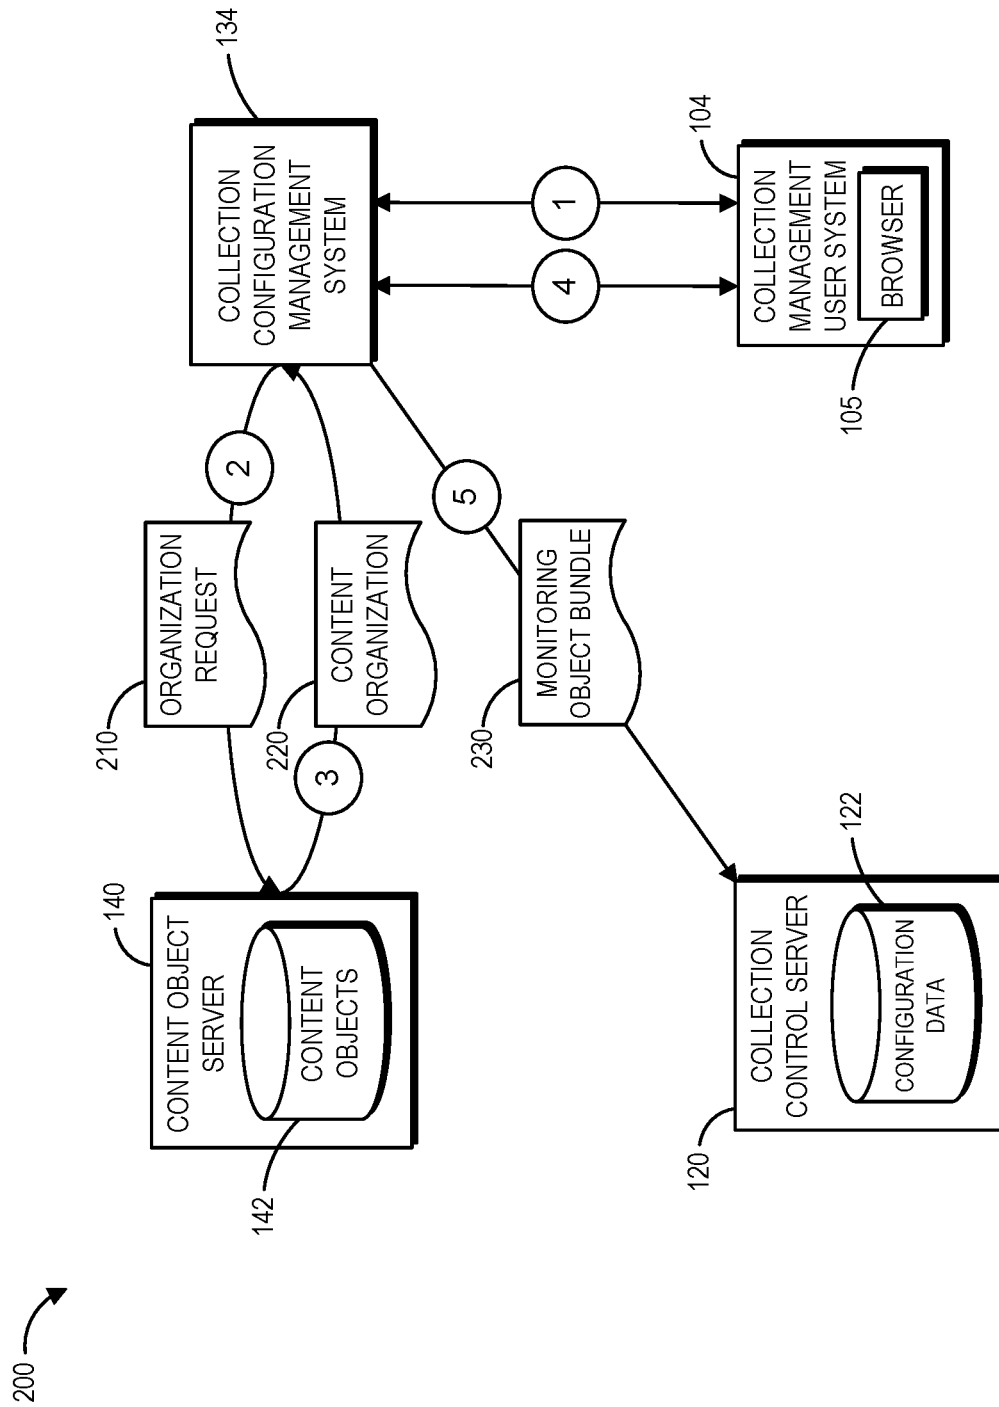 200
140
CONTENT OBJECT
SERVER
CONTENT
OBJECTS
142
210
ORGANIZATION
REQUEST
2
220
CONTENT
ORGANIZATION
3
134
COLLECTION
CONFIGURATION
MANAGEMENT
SYSTEM
230
MONITORING
OBJECT BUNDLE
5
4
1
120
COLLECTION
CONTROL SERVER
122
CONFIGURATION
DATA
104
COLLECTION
MANAGEMENT
USER SYSTEM
BROWSER
105